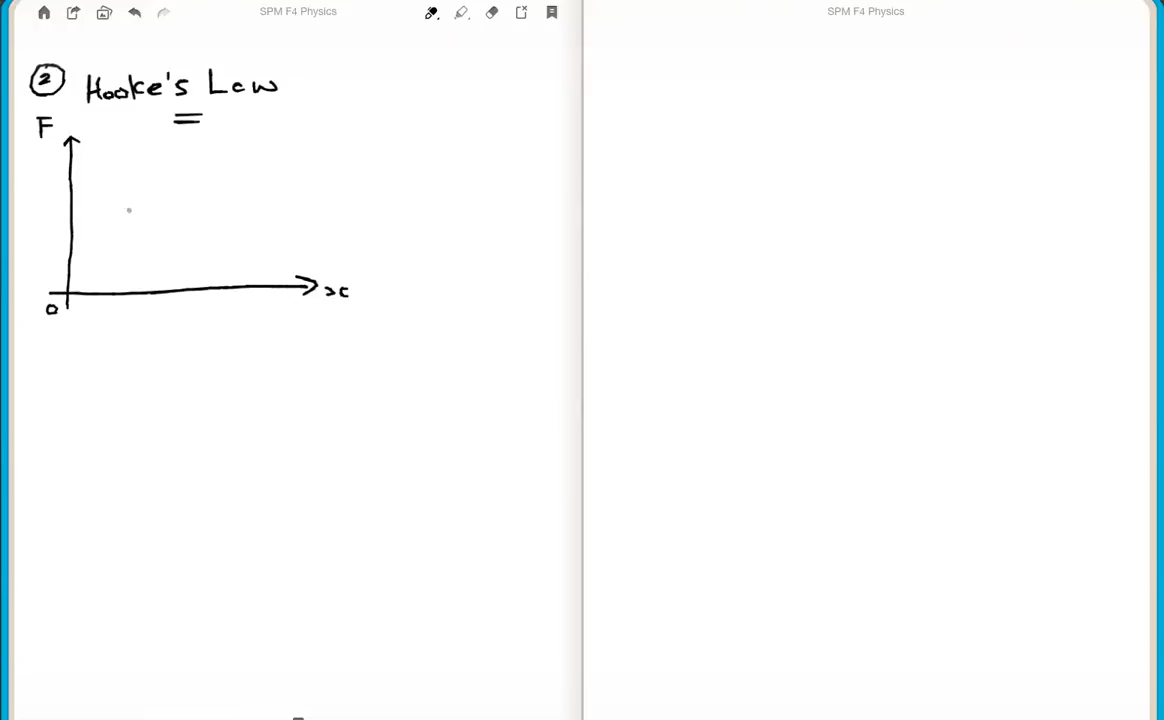 SPM F4 Physics
SPM F4 Physics
② Hooke's Law
F
x
0